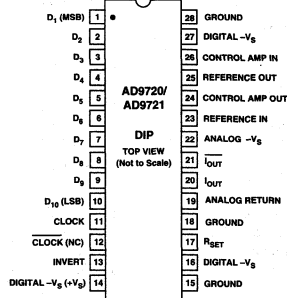 D1 (MSB) 1 28 GROUND
D2 2 27 DIGITAL –VS
D3 3 26 CONTROL AMP IN
D4 4 25 REFERENCE OUT
D5 5 24 CONTROL AMP OUT
D6 6 23 REFERENCE IN
D7 7 22 ANALOG –VS
D8 8 21 IOUT
D9 9 20 IOUT
D10 (LSB) 10 19 ANALOG RETURN
CLOCK 11 18 GROUND
CLOCK (NC) 12 17 RSET
INVERT 13 16 DIGITAL –VS
DIGITAL –VS (+VS) 14 15 GROUND
AD9720/
AD9721
DIP
TOP VIEW
(Not to Scale)